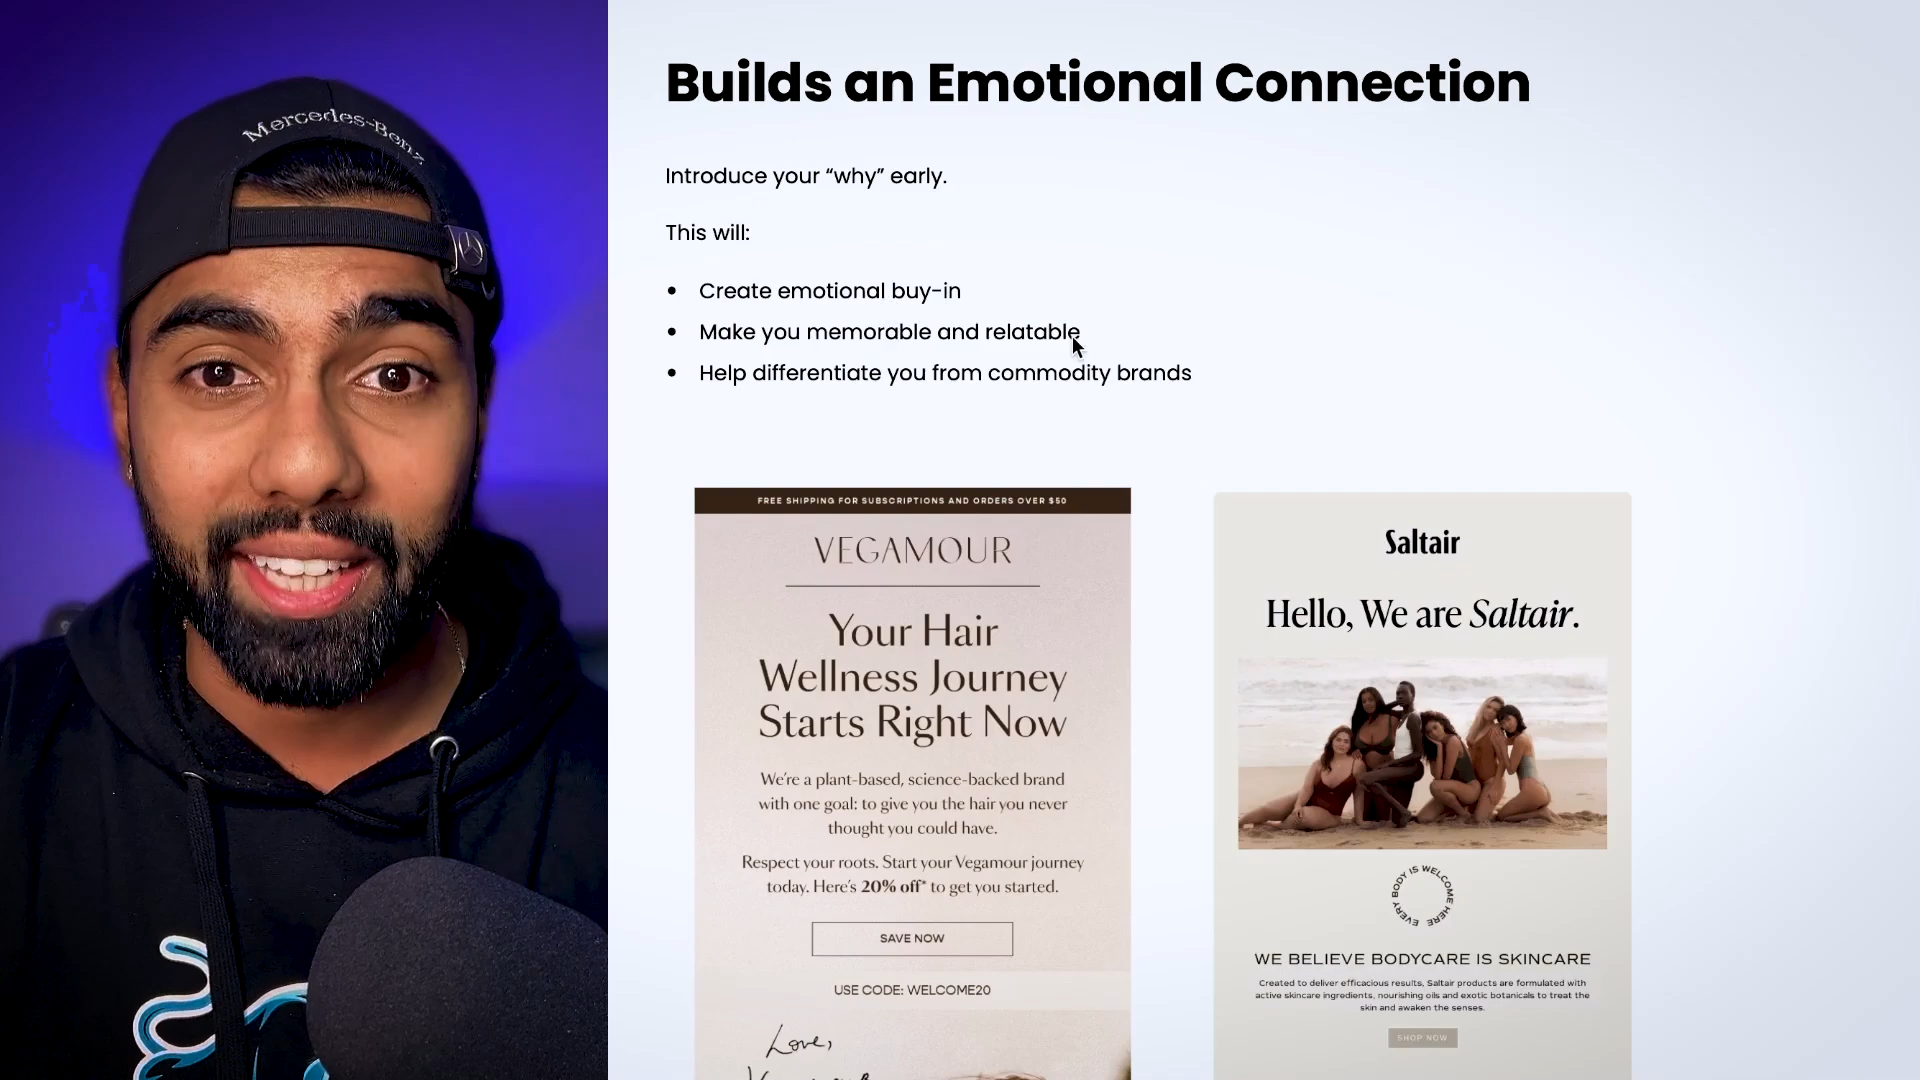 Mercedes-Benz
Builds an Emotional Connection
Introduce your “why” early.
This will:
• Create emotional buy-in
• Make you memorable and relatable
• Help differentiate you from commodity brands
FREE SHIPPING FOR SUBSCRIPTIONS AND ORDERS OVER $50
VEGAMOUR
Your Hair
Wellness Journey
Starts Right Now
We’re a plant-based, science-backed brand
with one goal: to give you the hair you never
thought you could have.
Respect your roots. Start your Vegamour journey
today. Here’s 20% off* to get you started.
SAVE NOW
USE CODE: WELCOME20
Love,
Saltair
Hello, We are Saltair.
EVERY BODY IS WELCOME HERE
WE BELIEVE BODYCARE IS SKINCARE
Created to deliver efficacious results, Saltair products are formulated with
active skincare ingredients, nourishing oils and exotic botanicals to treat the
skin and awaken the senses.
SHOP NOW